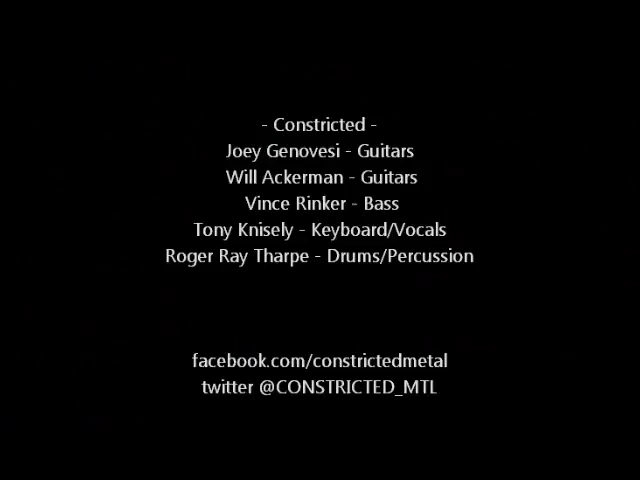 - Constricted -
Joey Genovesi - Guitars
Will Ackerman - Guitars
Vince Rinker - Bass
Tony Knisely - Keyboard/Vocals
Roger Ray Tharpe - Drums/Percussion
facebook.com/constrictedmetal
twitter @CONSTRICTED_MTL